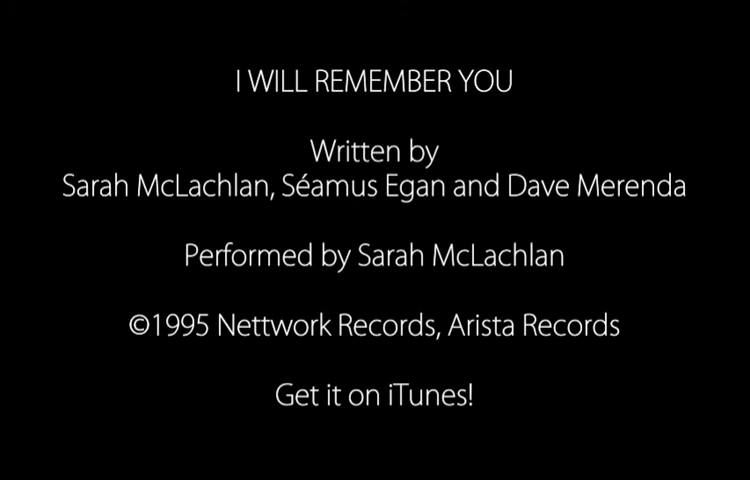 I WILL REMEMBER YOU
Written by
Sarah McLachlan, Séamus Egan and Dave Merenda
Performed by Sarah McLachlan
©1995 Nettwork Records, Arista Records
Get it on iTunes!